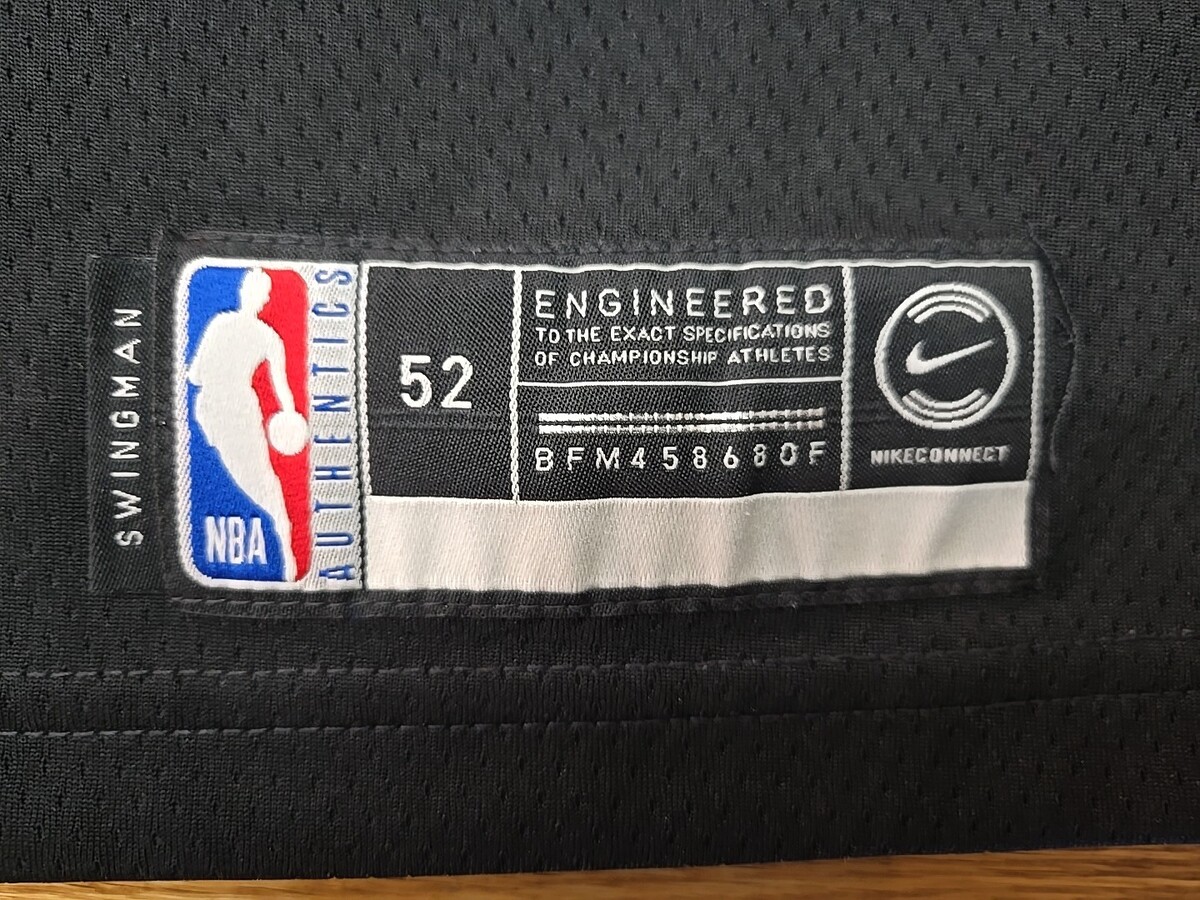 SWINGMAN
NBA
AUTHENTICS
52
ENGINEERED
TO THE EXACT SPECIFICATIONS
OF CHAMPIONSHIP ATHLETES
BFM458680F
NIKECONNECT